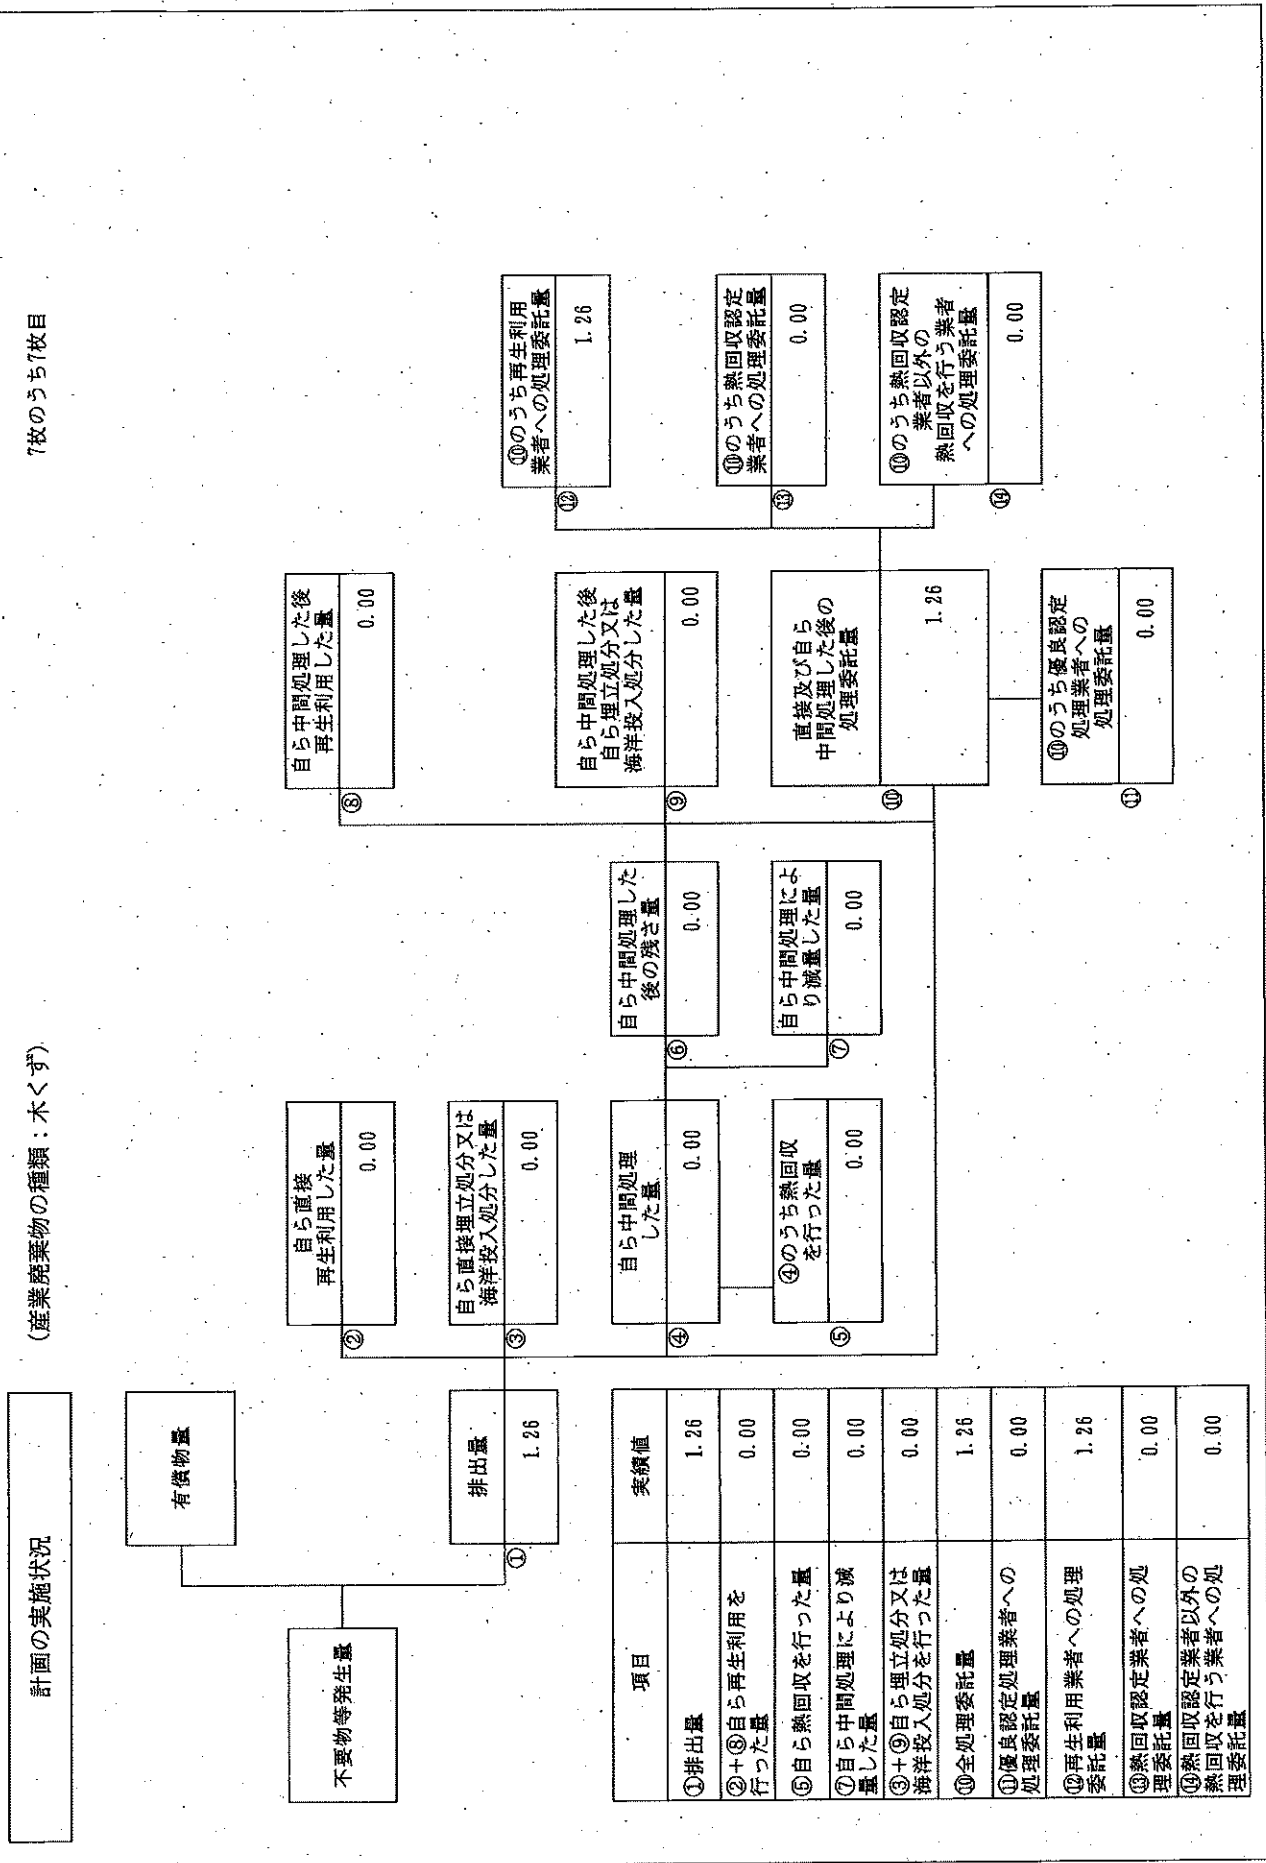 計画の実施状況
(産業廃棄物の種類：木くず)
7枚のうち7枚目
不要物等発生量
有償物量
①
排出量
1.26
②
自ら直接
再生利用した量
0.00
③
自ら直接埋立処分又は
海洋投入処分した量
0.00
④
自ら中間処理
した量
0.00
⑤
④のうち熱回収
を行った量
0.00
⑥
自ら中間処理した
後の残さ量
0.00
⑦
自ら中間処理によ
り減量した量
0.00
⑧
自ら中間処理した後
再生利用した量
0.00
⑨
自ら中間処理した後
自ら埋立処分又は
海洋投入処分した量
0.00
⑩
直接及び自ら
中間処理した後の
処理委託量
1.26
⑪
⑩のうち優良認定
処理業者への
処理委託量
0.00
⑫
⑩のうち再生利用
業者への処理委託量
1.26
⑬
⑩のうち熱回収認定
業者への処理委託量
0.00
⑭
⑩のうち熱回収認定
業者以外の
熱回収を行う業者
への処理委託量
0.00
項目 実績値
①排出量 1.26
②+⑧自ら再生利用を
行った量 0.00
⑤自ら熱回収を行った量 0.00
⑦自ら中間処理により減
量した量 0.00
③+⑨自ら埋立処分又は
海洋投入処分を行った量 0.00
⑩全処理委託量 1.26
⑪優良認定処理業者への
処理委託量 0.00
⑫再生利用業者への処理
委託量 1.26
⑬熱回収認定業者への処
理委託量 0.00
⑭熱回収認定業者以外の
熱回収を行う業者への処
理委託量 0.00